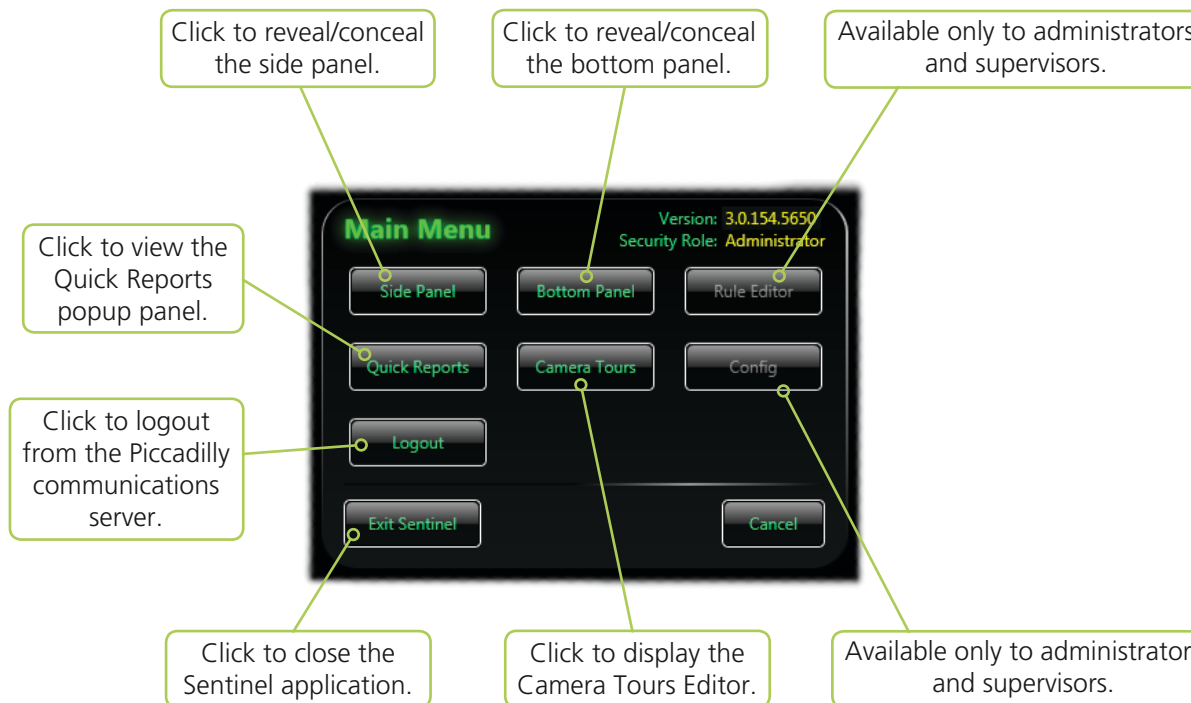 Click to reveal/conceal
the side panel.
Click to reveal/conceal
the bottom panel.
Available only to administrators
and supervisors.
Main Menu
Version: 3.0.154.5650
Security Role: Administrator
Click to view the
Quick Reports
popup panel.
Side Panel
Bottom Panel
Rule Editor
Quick Reports
Camera Tours
Config
Click to logout
from the Piccadilly
communications
server.
Logout
Exit Sentinel
Cancel
Click to close the
Sentinel application.
Click to display the
Camera Tours Editor.
Available only to administrator
and supervisors.